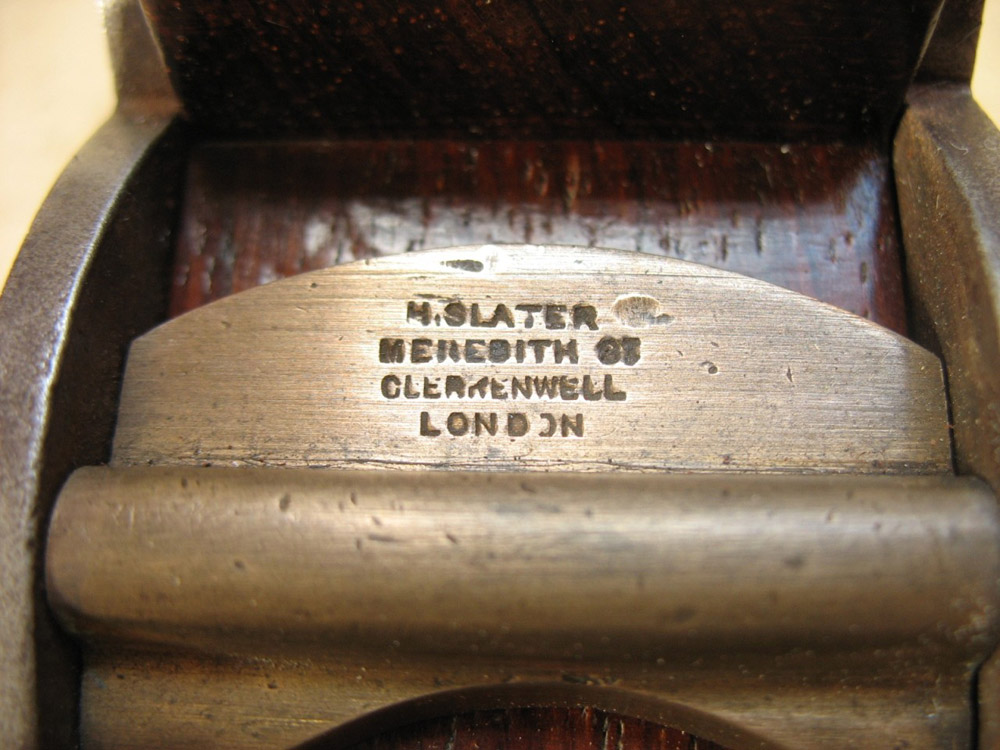 H. SLATER
MEREDITH ST
CLERKENWELL
LONDON